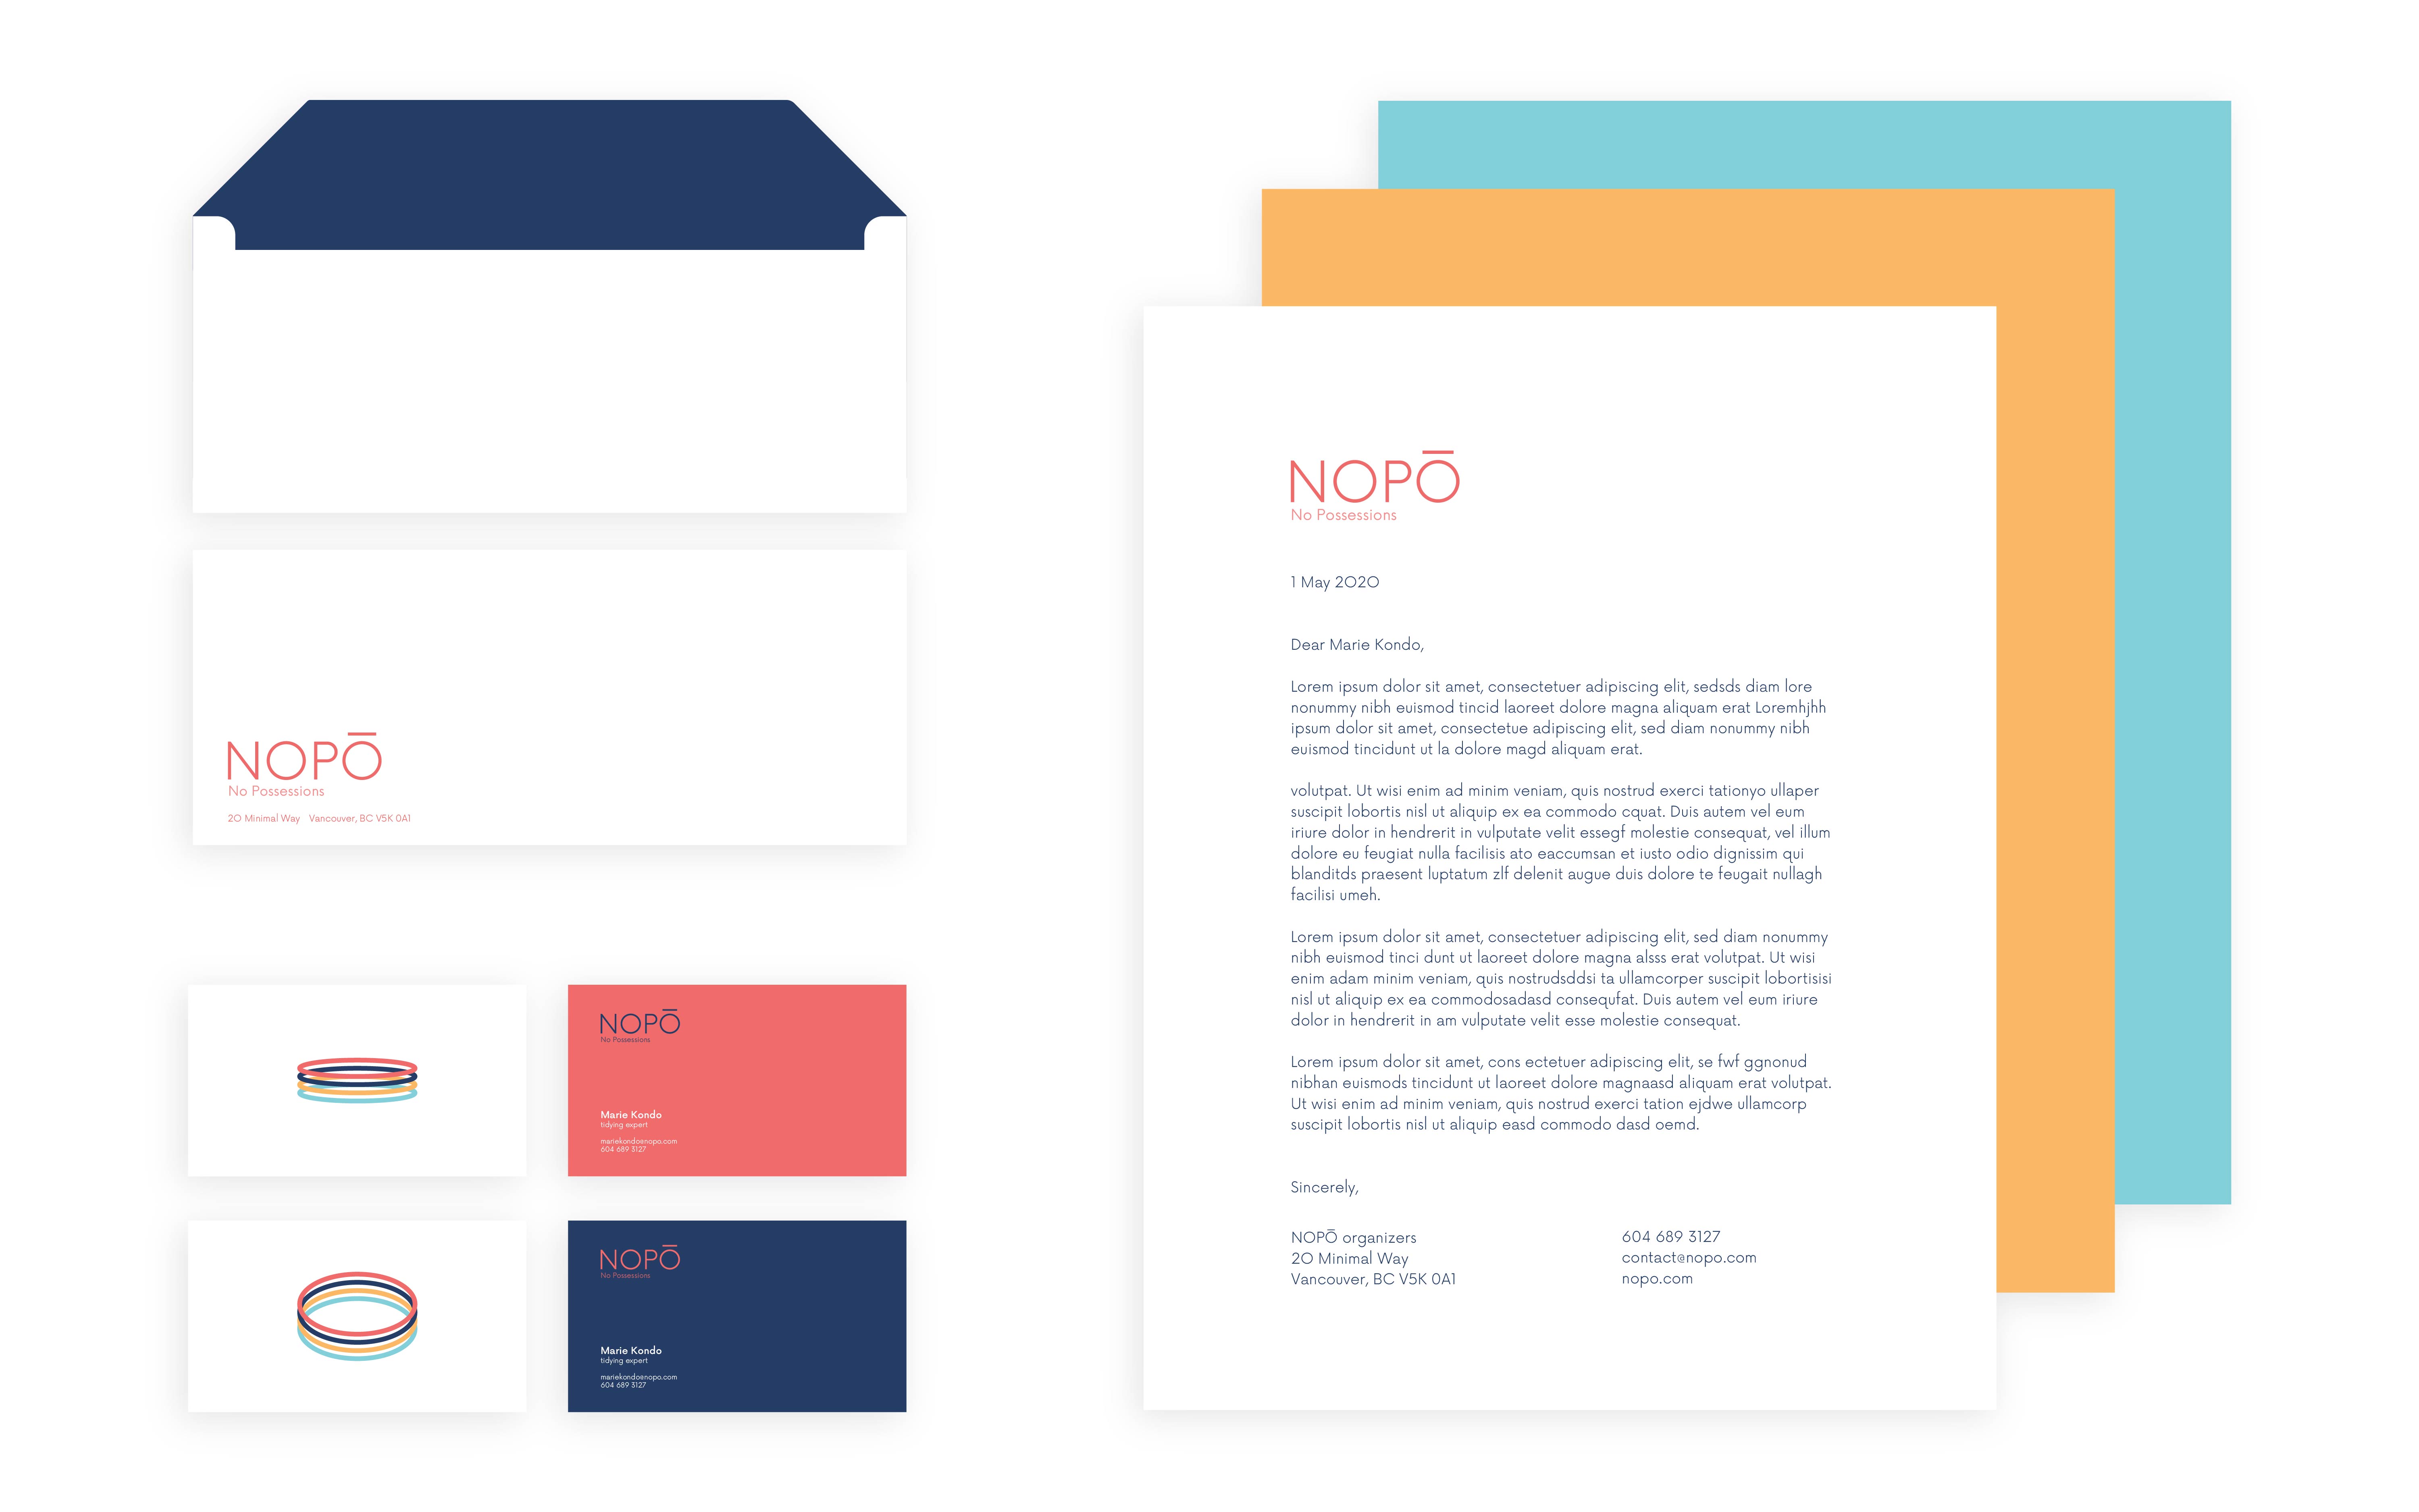 NOPŌ
No Possessions
20 Minimal Way Vancouver, BC V5K 0A1
NOPŌ
No Possessions
Marie Kondo
tidying expert
mariekondo@nopo.com
604 689 3127
NOPŌ
No Possessions
Marie Kondo
tidying expert
mariekondo@nopo.com
604 689 3127
NOPŌ
No Possessions
1 May 2020
Dear Marie Kondo,
Lorem ipsum dolor sit amet, consectetuer adipiscing elit, sedsds diam lore
nonummy nibh euismod tincid laoreet dolore magna aliquam erat Loremhjhh
ipsum dolor sit amet, consectetue adipiscing elit, sed diam nonummy nibh
euismod tincidunt ut la dolore magd aliquam erat.
volutpat. Ut wisi enim ad minim veniam, quis nostrud exerci tationyo ullaper
suscipit lobortis nisl ut aliquip ex ea commodo cquat. Duis autem vel eum
iriure dolor in hendrerit in vulputate velit essegf molestie consequat, vel illum
dolore eu feugiat nulla facilisis ato eaccumsan et iusto odio dignissim qui
blanditds praesent luptatum zlf delenit augue duis dolore te feugait nullagh
facilisi umeh.
Lorem ipsum dolor sit amet, consectetuer adipiscing elit, sed diam nonummy
nibh euismod tinci dunt ut laoreet dolore magna alsss erat volutpat. Ut wisi
enim adam minim veniam, quis nostrudsddsi ta ullamcorper suscipit lobortisisi
nisl ut aliquip ex ea commodosadasd consequfat. Duis autem vel eum iriure
dolor in hendrerit in am vulputate velit esse molestie consequat.
Lorem ipsum dolor sit amet, cons ectetuer adipiscing elit, se fwf ggnonud
nibhan euismods tincidunt ut laoreet dolore magnaasd aliquam erat volutpat.
Ut wisi enim ad minim veniam, quis nostrud exerci tation ejdwe ullamcorp
suscipit lobortis nisl ut aliquip easd commodo dasd oemd.
Sincerely,
NOPŌ organizers
20 Minimal Way
Vancouver, BC V5K 0A1
604 689 3127
contact@nopo.com
nopo.com